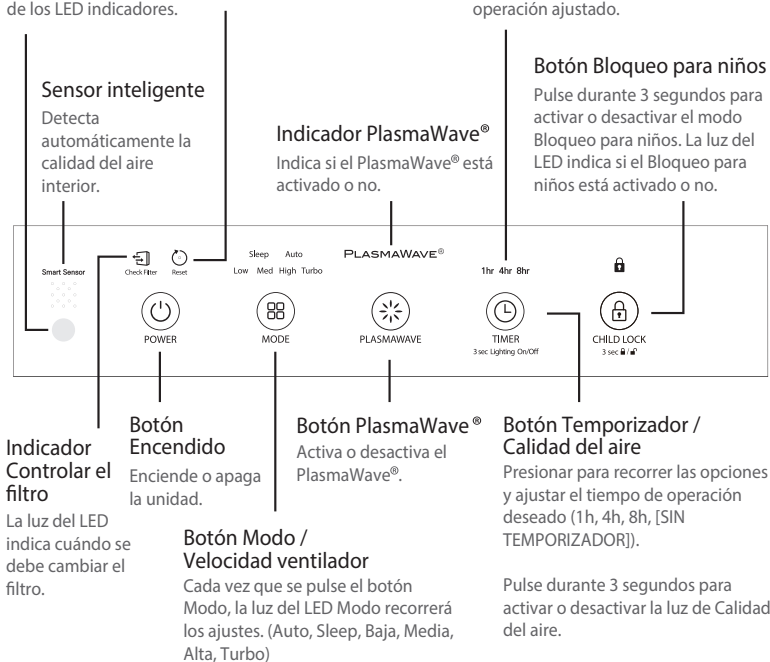 de los LED indicadores.
operación ajustado.
Sensor inteligente
Detecta
automáticamente la
calidad del aire
interior.
Indicador PlasmaWave®
Indica si el PlasmaWave® está
activado o no.
Botón Bloqueo para niños
Pulse durante 3 segundos para
activar o desactivar el modo
Bloqueo para niños. La luz del
LED indica si el Bloqueo para
niños está activado o no.
Smart Sensor
Check Filter
Reset
Sleep Auto
Low Med High Turbo
PLASMAWAVE®
1hr 4hr 8hr
POWER
MODE
PLASMAWAVE
TIMER
3 sec Lighting On/Off
CHILD LOCK
3 sec /
Indicador
Controlar el
filtro
La luz del LED
indica cuándo se
debe cambiar el
filtro.
Botón
Encendido
Enciende o apaga
la unidad.
Botón Modo /
Velocidad ventilador
Cada vez que se pulse el botón
Modo, la luz del LED Modo recorrerá
los ajustes. (Auto, Sleep, Baja, Media,
Alta, Turbo)
Botón PlasmaWave®
Activa o desactiva el
PlasmaWave®.
Botón Temporizador /
Calidad del aire
Presionar para recorrer las opciones
y ajustar el tiempo de operación
deseado (1h, 4h, 8h, [SIN
TEMPORIZADOR]).
Pulse durante 3 segundos para
activar o desactivar la luz de Calidad
del aire.